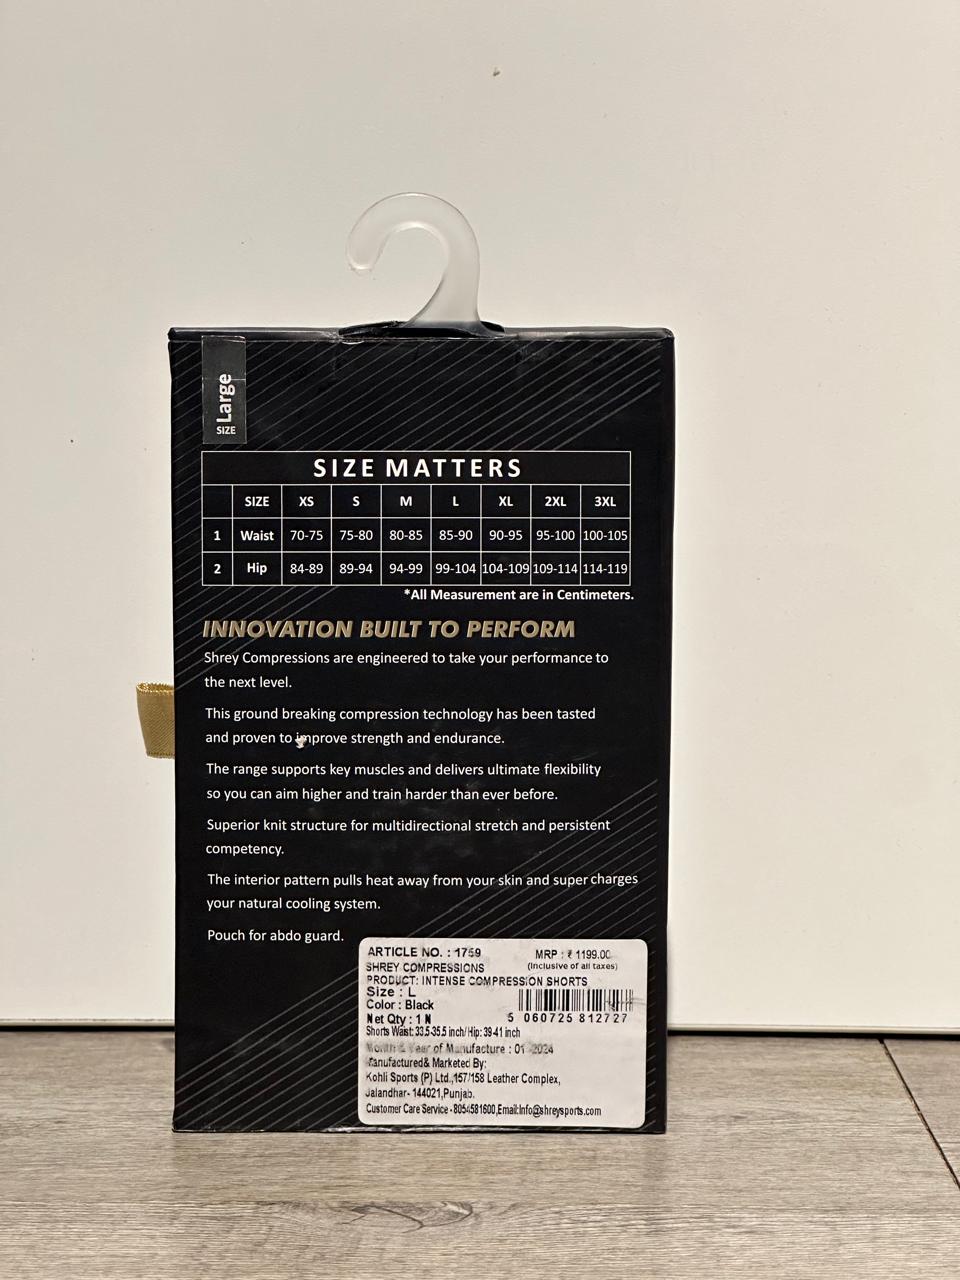 SIZE Large
SIZE MATTERS
SIZE XS S M L XL 2XL 3XL
1 Waist 70-75 75-80 80-85 85-90 90-95 95-100 100-105
2 Hip 84-89 89-94 94-99 99-104 104-109 109-114 114-119
*All Measurement are in Centimeters.
INNOVATION BUILT TO PERFORM
Shrey Compressions are engineered to take your performance to
the next level.
This ground breaking compression technology has been tasted
and proven to improve strength and endurance.
The range supports key muscles and delivers ultimate flexibility
so you can aim higher and train harder than ever before.
Superior knit structure for multidirectional stretch and persistent
competency.
The interior pattern pulls heat away from your skin and super charges
your natural cooling system.
Pouch for abdo guard.
ARTICLE NO. : 1759 MRP : ₹ 1199.00
SHREY COMPRESSIONS (Inclusive of all taxes)
PRODUCT: INTENSE COMPRESSION SHORTS
Size : L
Color : Black
Net Qty : 1 N 5 060725 812727
Shorts Waist: 33.5-35.5 inch/ Hip: 39-41 inch
Month & Year of Manufacture : 01 2024
Manufactured& Marketed By:
Kohli Sports (P) Ltd.,157/158 Leather Complex,
Jalandhar- 144021,Punjab.
Customer Care Service - 8054581600,Email:Info@shreysports.com